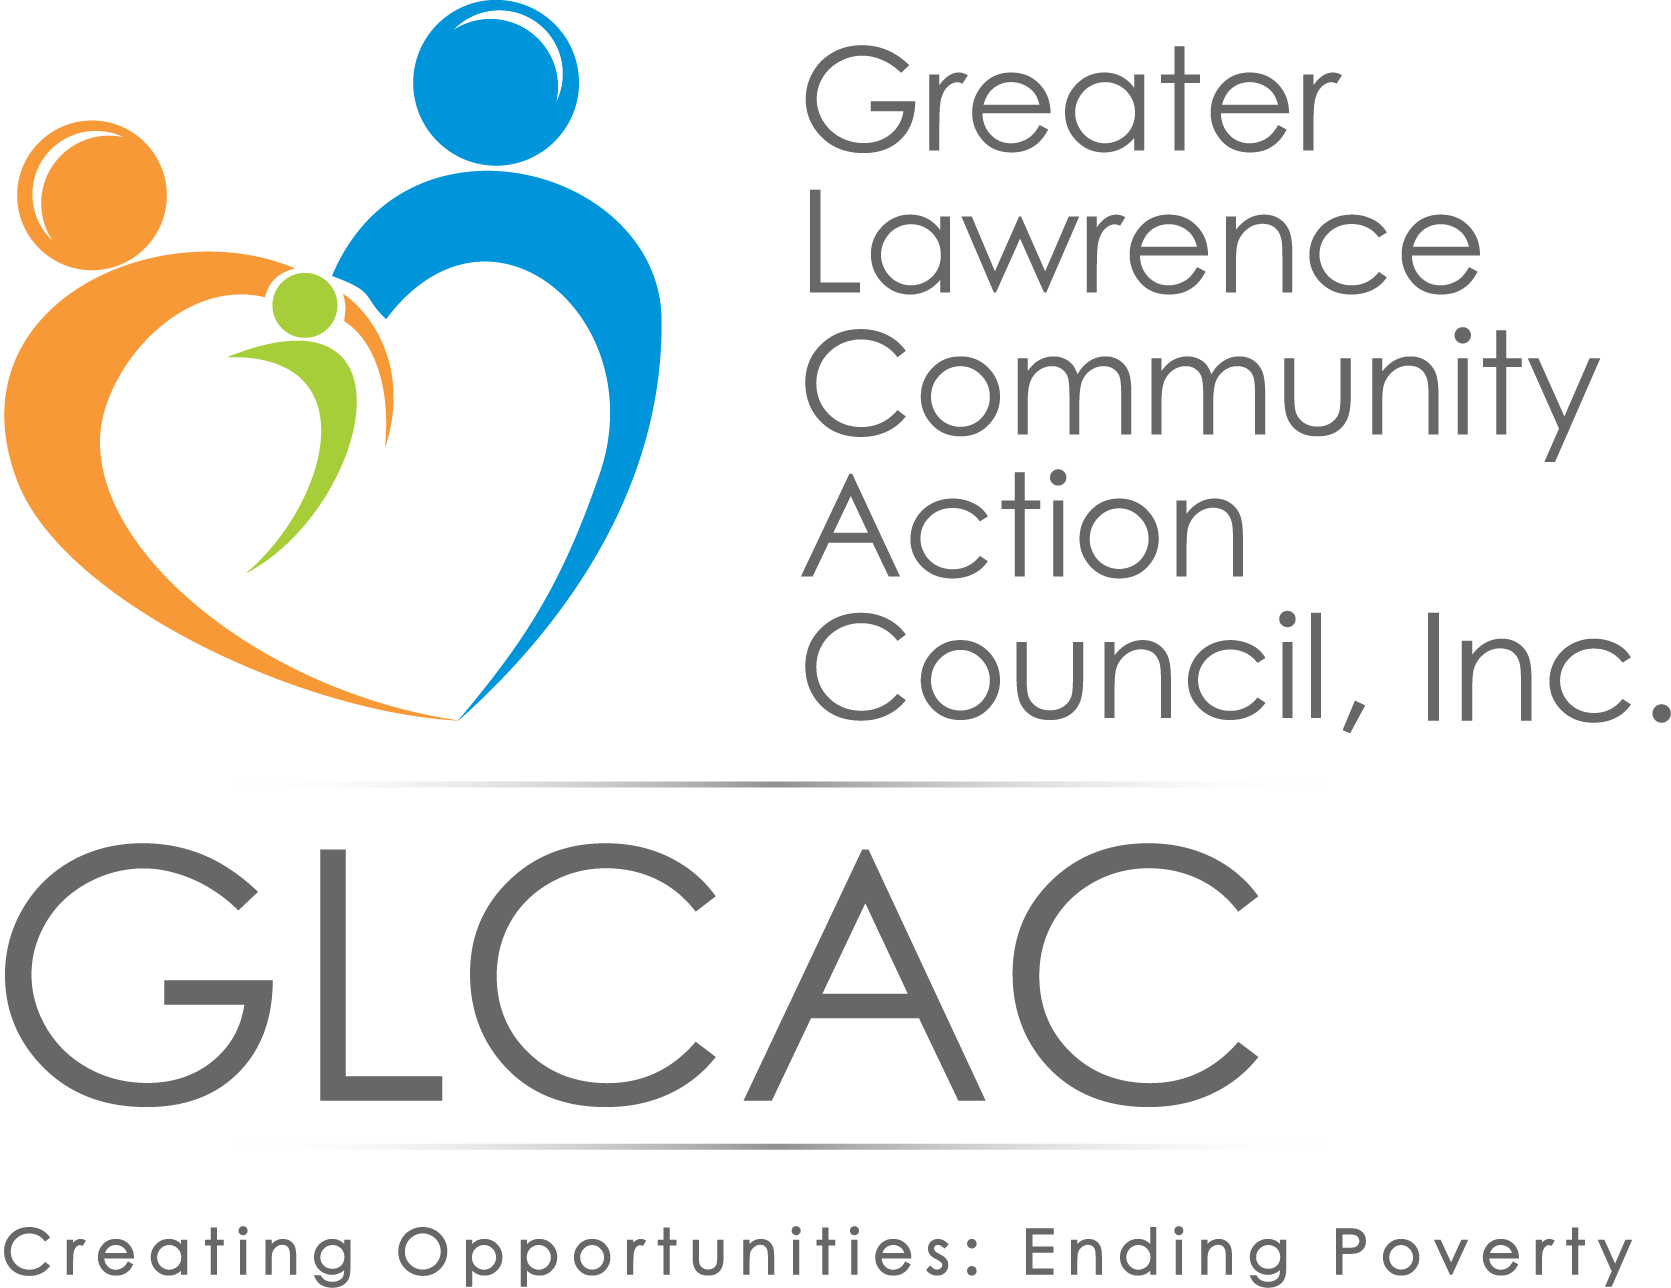 Greater
Lawrence
Community
Action
Council, Inc.
GLCAC
Creating Opportunities: Ending Poverty